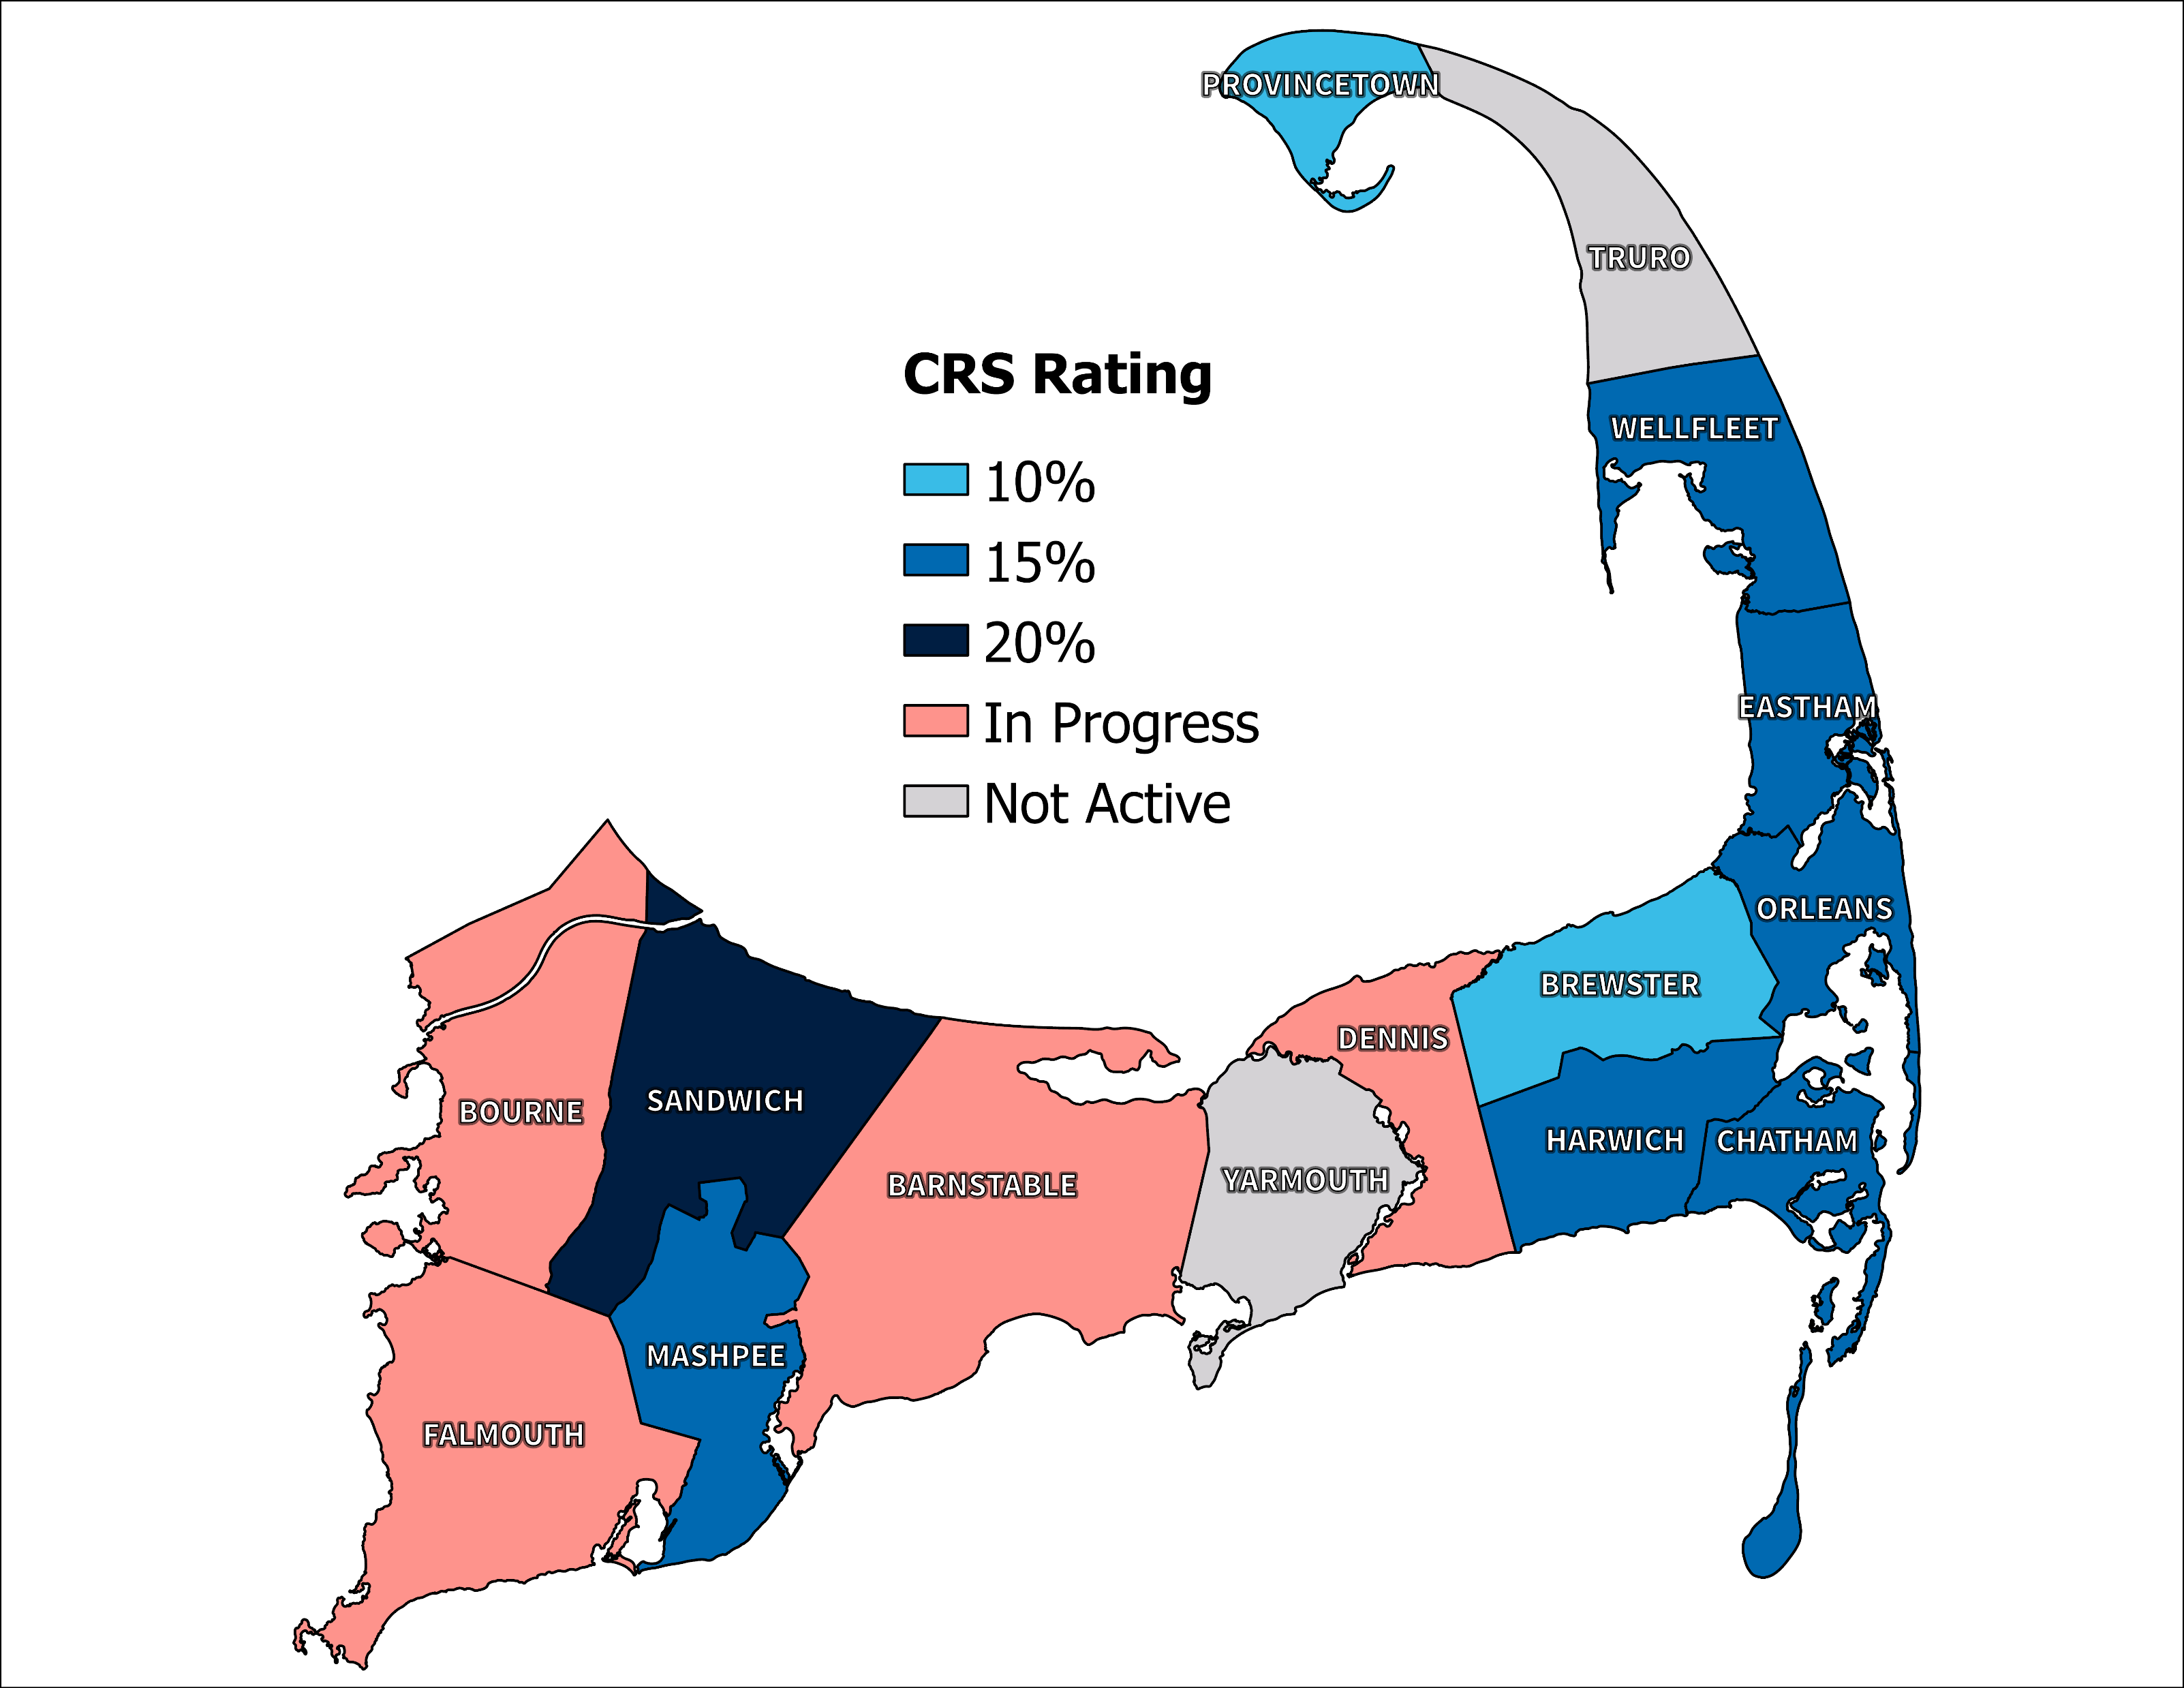 PROVINCETOWN
TRURO
CRS Rating
WELLFLEET
10%
15%
20%
EASTHAM
In Progress
Not Active
ORLEANS
BREWSTER
DENNIS
SANDWICH
BOURNE
HARWICH
CHATHAM
YARMOUTH
BARNSTABLE
MASHPEE
FALMOUTH